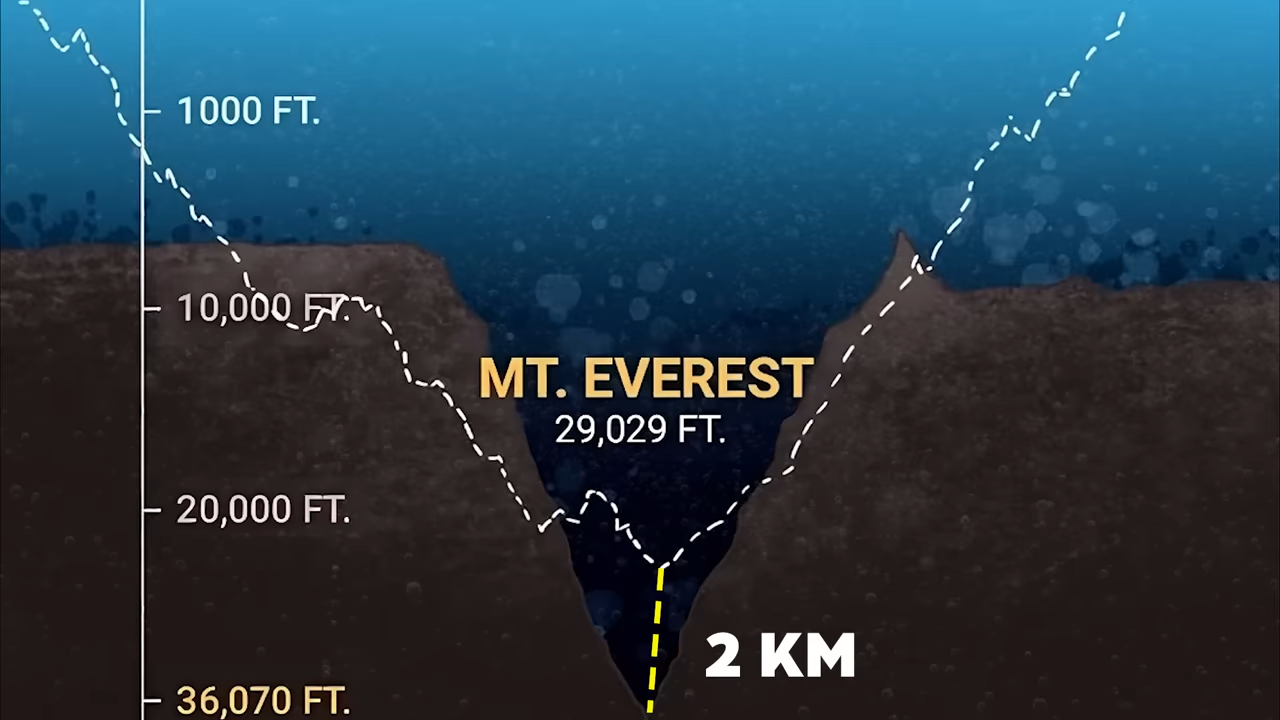 1000 FT.
10,000 FT.
MT. EVEREST
29,029 FT.
20,000 FT.
2 KM
36,070 FT.